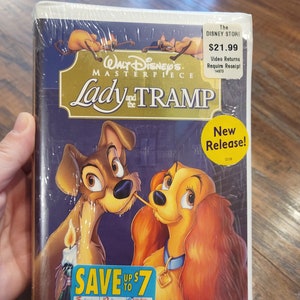 The
DISNEY STORE
$21.99
Video Returns
Require Receipt
WALT DISNEY'S
MASTERPIECE
Lady and the TRAMP
New
Release!
SAVE UP TO $7